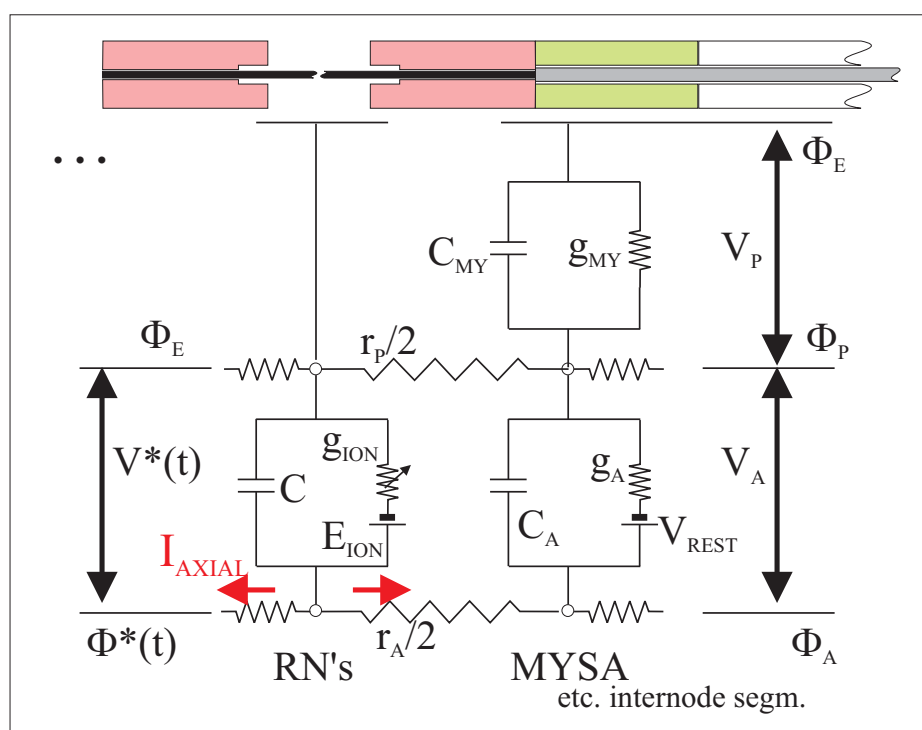 ...
Φ_E
V_P
C_MY
g_MY
Φ_E
r_P/2
Φ_P
V*(t)
g_ION
C
E_ION
g_A
C_A
V_REST
V_A
I_AXIAL
Φ*(t)
r_A/2
Φ_A
RN's
MYSA
etc. internode segm.